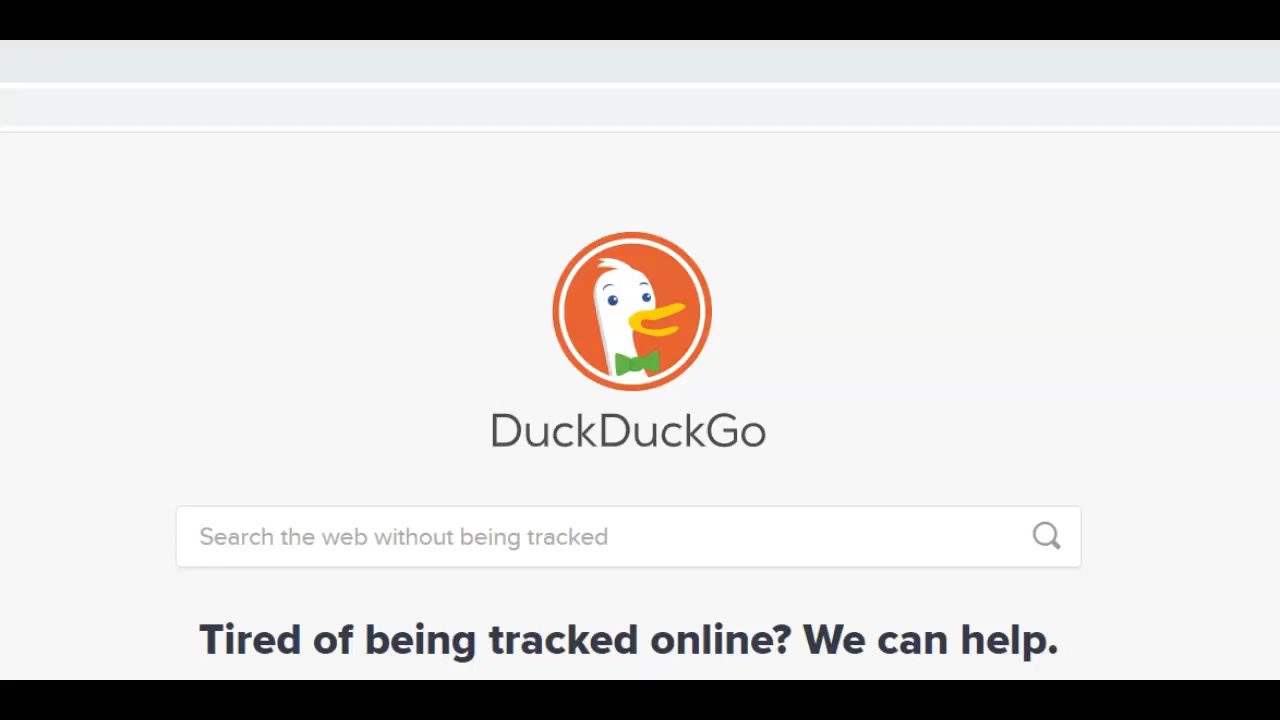 DuckDuckGo
Search the web without being tracked
Tired of being tracked online? We can help.